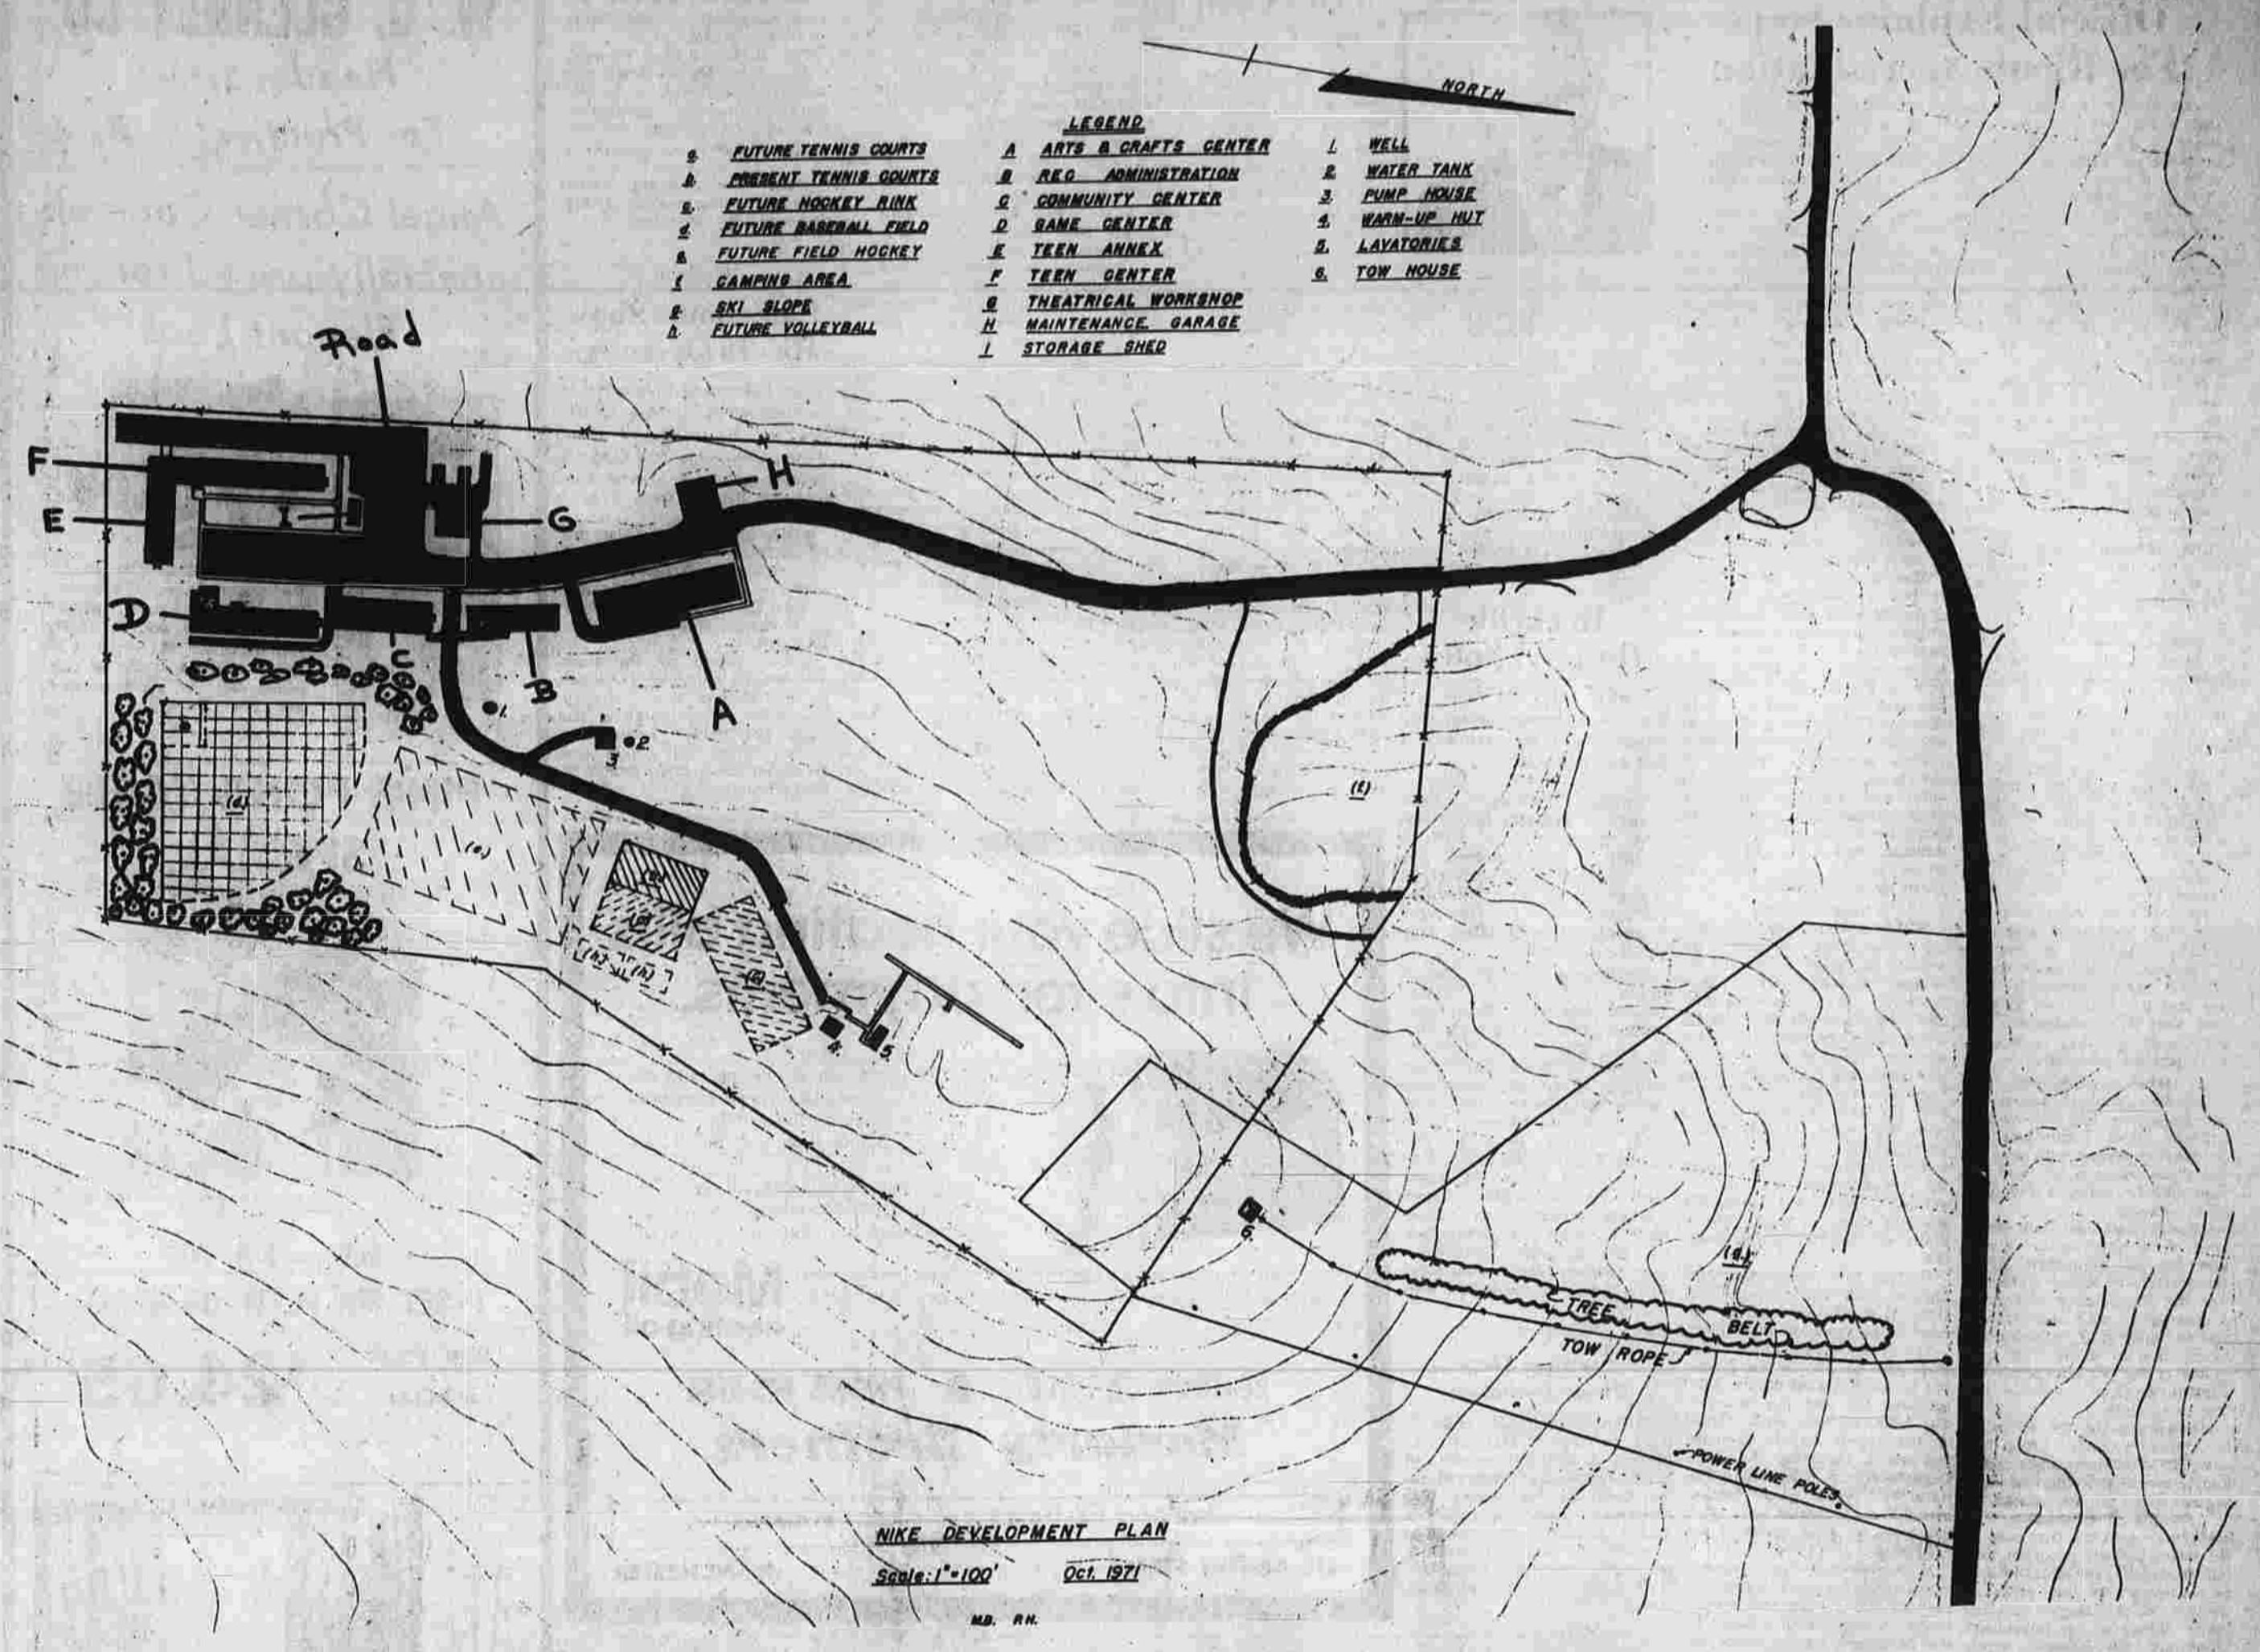 NORTH
LEGEND
a. FUTURE TENNIS COURTS
b. PRESENT TENNIS COURTS
c. FUTURE HOCKEY RINK
d. FUTURE BASEBALL FIELD
e. FUTURE FIELD HOCKEY
f. CAMPING AREA
g. SKI SLOPE
h. FUTURE VOLLEYBALL
A ARTS & CRAFTS CENTER
B REC ADMINISTRATION
C COMMUNITY CENTER
D GAME CENTER
E TEEN ANNEX
F TEEN CENTER
G THEATRICAL WORKSHOP
H MAINTENANCE GARAGE
I STORAGE SHED
1. WELL
2. WATER TANK
3. PUMP HOUSE
4. WARM-UP HUT
5. LAVATORIES
6. TOW HOUSE
Road
F
H
E
G
I
D
C
B
A
1.
2
3
(d.)
(e.)
(f.)
(h.) (h.)
4.
5.
6.
TREE BELT
TOW ROPE
POWER LINE POLES
NIKE DEVELOPMENT PLAN
Scale: 1"=100' Oct. 1971
M.B. R.H.